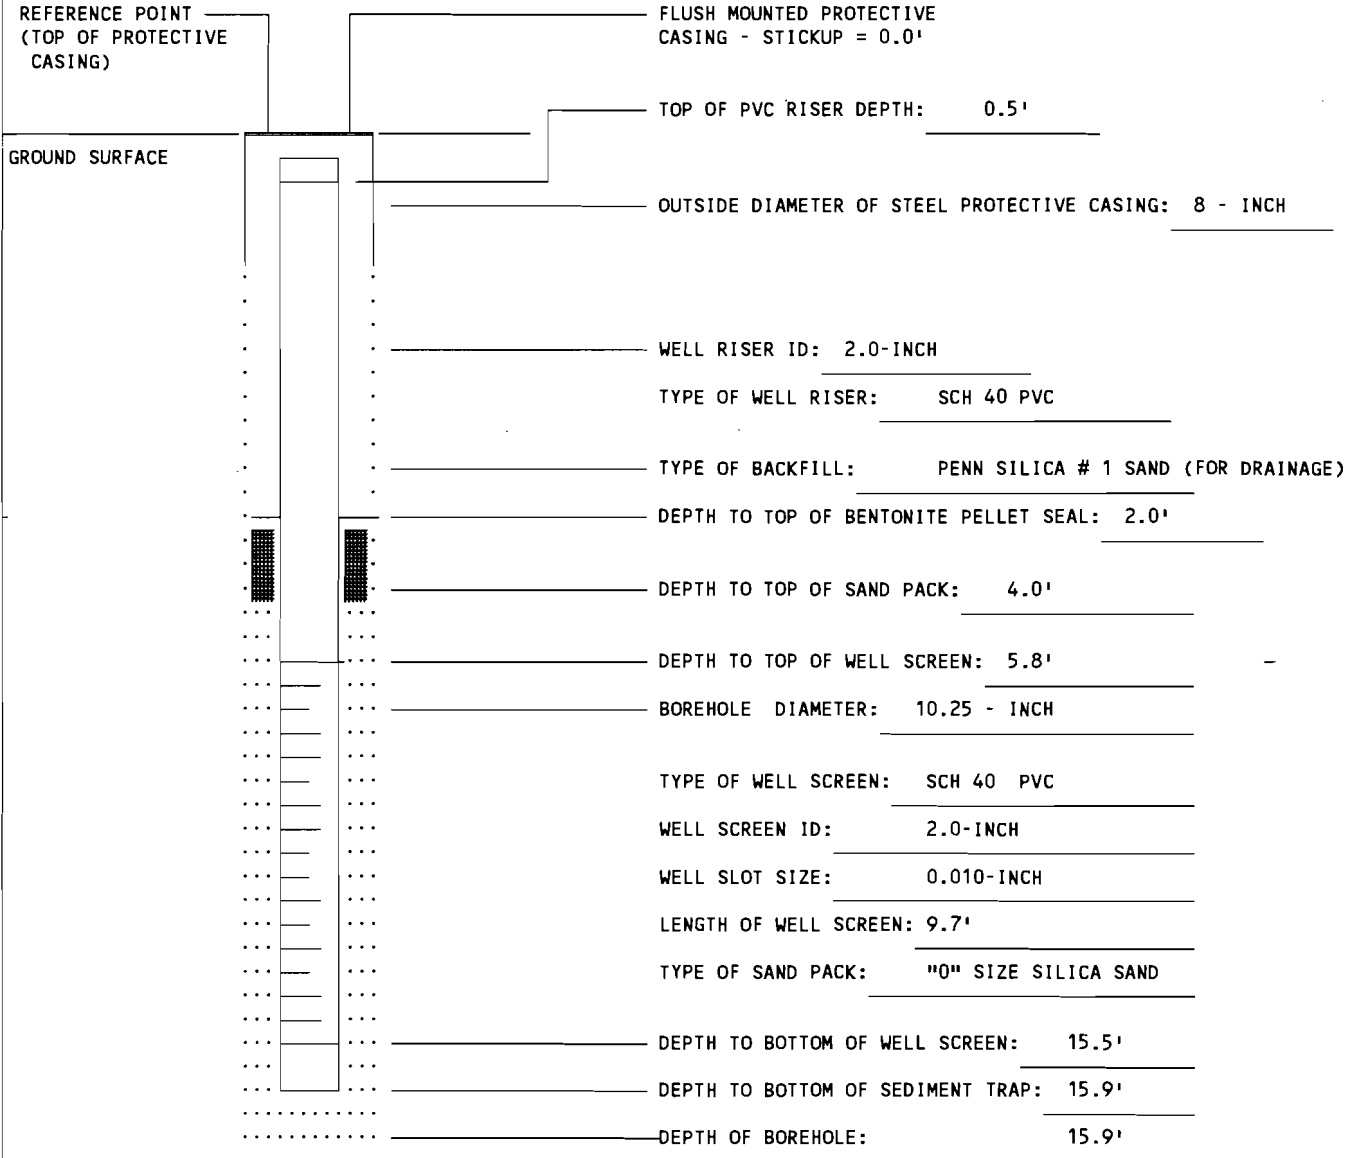 REFERENCE POINT
(TOP OF PROTECTIVE
CASING)
FLUSH MOUNTED PROTECTIVE
CASING - STICKUP = 0.0'
TOP OF PVC RISER DEPTH: 0.5'
GROUND SURFACE
OUTSIDE DIAMETER OF STEEL PROTECTIVE CASING: 8 - INCH
WELL RISER ID: 2.0-INCH
TYPE OF WELL RISER: SCH 40 PVC
TYPE OF BACKFILL: PENN SILICA # 1 SAND (FOR DRAINAGE)
DEPTH TO TOP OF BENTONITE PELLET SEAL: 2.0'
DEPTH TO TOP OF SAND PACK: 4.0'
DEPTH TO TOP OF WELL SCREEN: 5.8'
BOREHOLE DIAMETER: 10.25 - INCH
TYPE OF WELL SCREEN: SCH 40 PVC
WELL SCREEN ID: 2.0-INCH
WELL SLOT SIZE: 0.010-INCH
LENGTH OF WELL SCREEN: 9.7'
TYPE OF SAND PACK: "0" SIZE SILICA SAND
DEPTH TO BOTTOM OF WELL SCREEN: 15.5'
DEPTH TO BOTTOM OF SEDIMENT TRAP: 15.9'
DEPTH OF BOREHOLE: 15.9'